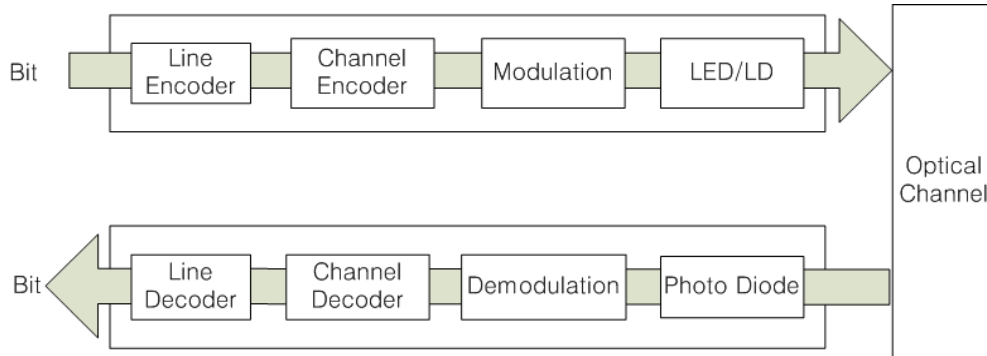 Bit
Line
Encoder
Channel
Encoder
Modulation
LED/LD
Optical
Channel
Bit
Line
Decoder
Channel
Decoder
Demodulation
Photo Diode